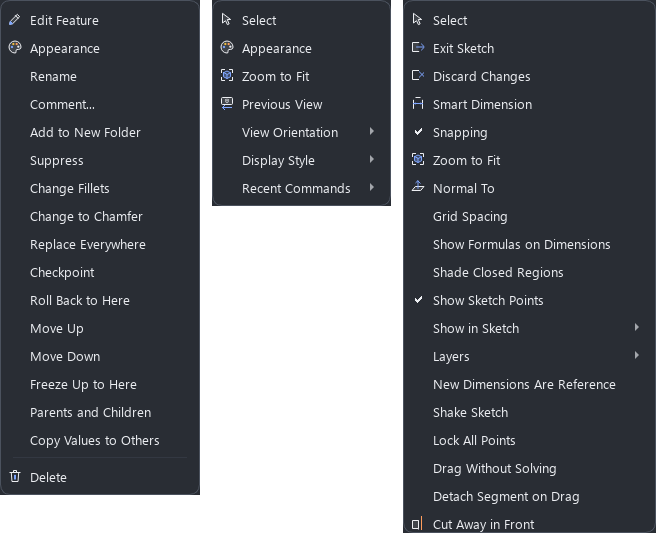 Edit Feature
Appearance
Rename
Comment...
Add to New Folder
Suppress
Change Fillets
Change to Chamfer
Replace Everywhere
Checkpoint
Roll Back to Here
Move Up
Move Down
Freeze Up to Here
Parents and Children
Copy Values to Others
Delete
Select
Appearance
Zoom to Fit
Previous View
View Orientation
Display Style
Recent Commands
Select
Exit Sketch
Discard Changes
Smart Dimension
Snapping
Zoom to Fit
Normal To
Grid Spacing
Show Formulas on Dimensions
Shade Closed Regions
Show Sketch Points
Show in Sketch
Layers
New Dimensions Are Reference
Shake Sketch
Lock All Points
Drag Without Solving
Detach Segment on Drag
Cut Away in Front